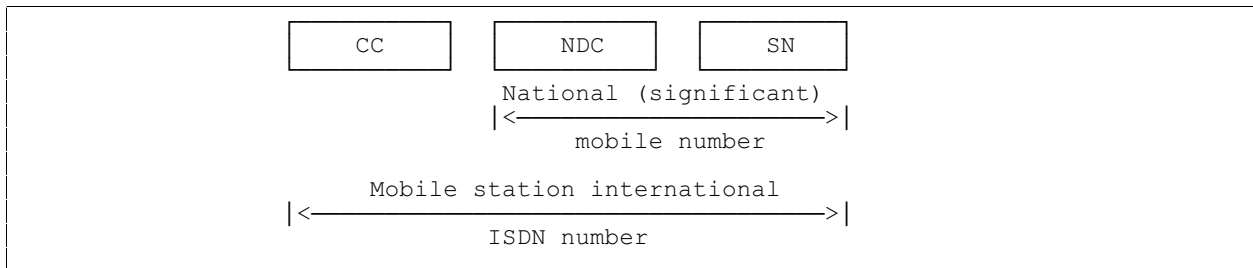 CC NDC SN
National (significant)
mobile number
Mobile station international
ISDN number